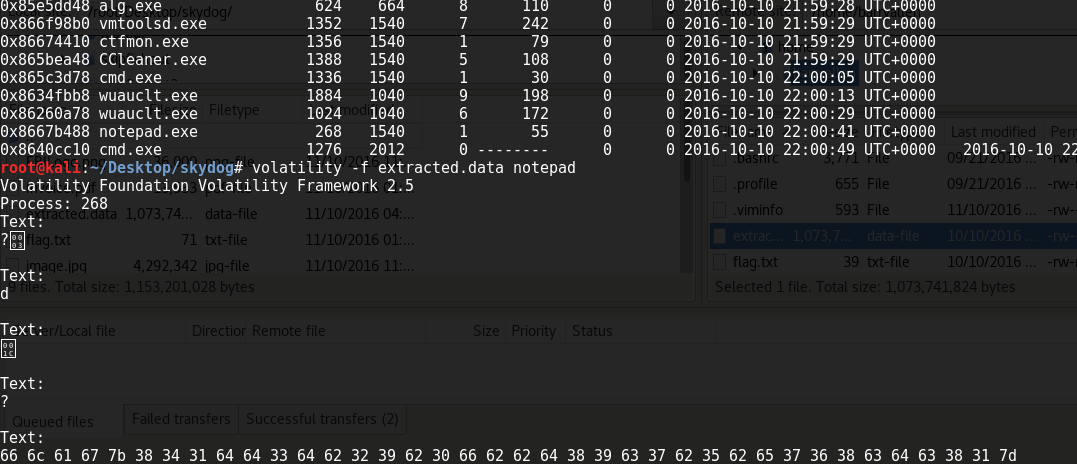 0x85e5dd48 alg.exe 624 664 8 110 0 0 2016-10-10 21:59:28 UTC+0000
0x866f98b0 vmtoolsd.exe 1352 1540 7 242 0 0 2016-10-10 21:59:29 UTC+0000
0x86674410 ctfmon.exe 1356 1540 1 79 0 0 2016-10-10 21:59:29 UTC+0000
0x865bea48 CCleaner.exe 1388 1540 5 108 0 0 2016-10-10 21:59:29 UTC+0000
0x865c3d78 cmd.exe 1336 1540 1 30 0 0 2016-10-10 22:00:05 UTC+0000
0x8634fbb8 wuauclt.exe 1884 1040 9 198 0 0 2016-10-10 22:00:13 UTC+0000
0x86260a78 wuauclt.exe 1024 1040 6 172 0 0 2016-10-10 22:00:29 UTC+0000
0x8667b488 notepad.exe 268 1540 1 55 0 0 2016-10-10 22:00:41 UTC+0000
0x8640cc10 cmd.exe 1276 2012 0 -------- 0 0 2016-10-10 22:00:49 UTC+0000 2016-10-10 22
root@kali:~/Desktop/skydog# volatility -f extracted.data notepad
Volatility Foundation Volatility Framework 2.5
Process: 268
Text:
?
Text:
d
Text:
Text:
?
Text:
66 6c 61 67 7b 38 34 31 64 64 33 64 62 32 39 62 30 66 62 62 64 38 39 63 37 62 35 62 65 37 36 38 63 64 63 38 31 7d
Filetype
Last modified
.bashrc 3,771 File 09/21/2016 ... -rw-
.profile 655 File 09/21/2016 ... -rw-
.viminfo 593 File 11/10/2016 ... -rw-
extrac... 1,073,7... data-file 10/10/2016 ... -rw-
flag.txt 39 txt-file 10/10/2016 ... -rw-
Selected 1 file. Total size: 1,073,741,824 bytes
extracted.data 1,073,74... data-file 11/10/2016 04:...
flag.txt 71 txt-file 11/10/2016 01:...
image.jpg 4,292,342 jpg-file 11/10/2016 11:...
9 files. Total size: 1,153,201,028 bytes
/Local file Direction Remote file Size Priority Status
Queued files Failed transfers Successful transfers (2)